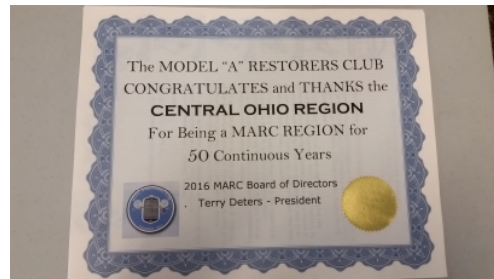 The MODEL “A” RESTORERS CLUB
CONGRATULATES and THANKS the
CENTRAL OHIO REGION
For Being a MARC REGION for
50 Continuous Years
2016 MARC Board of Directors
. Terry Deters - President